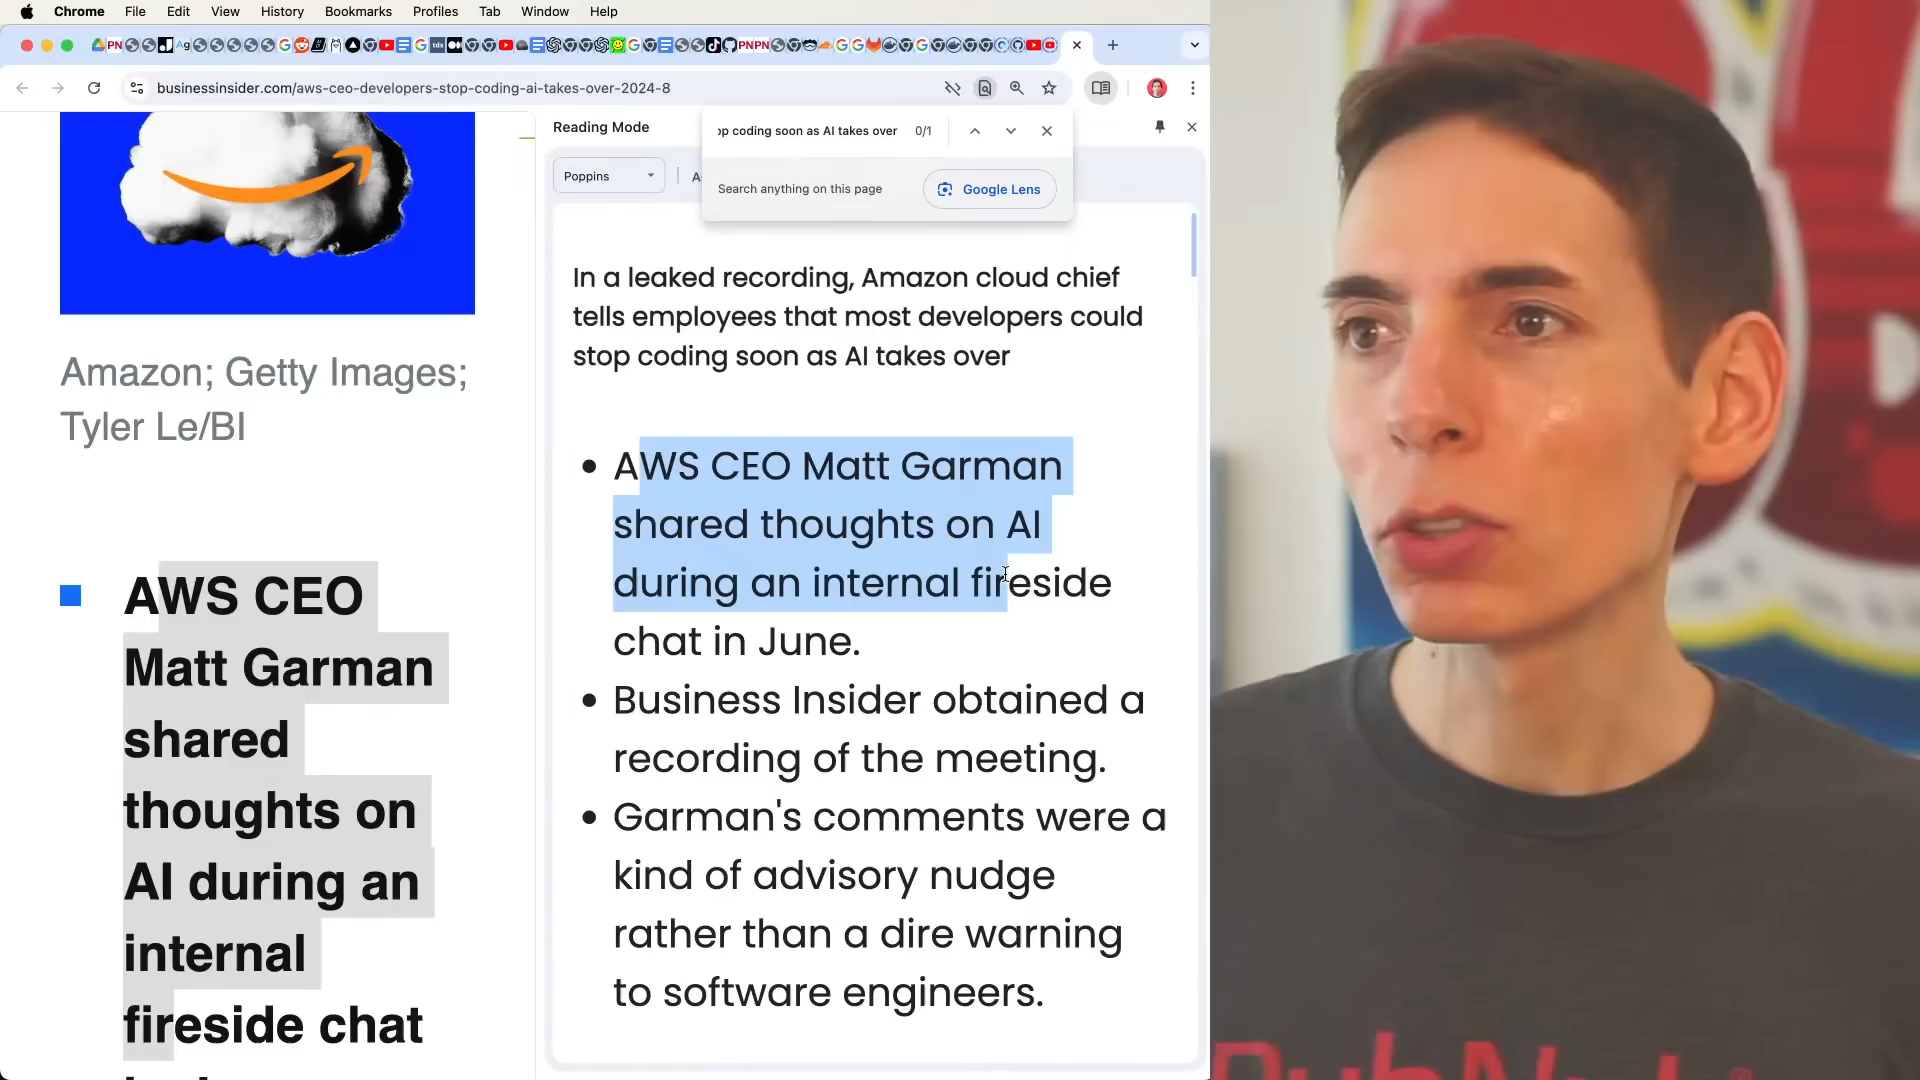 Chrome File Edit View History Bookmarks Profiles Tab Window Help
businessinsider.com/aws-ceo-developers-stop-coding-ai-takes-over-2024-8
Reading Mode
coding soon as AI takes over 0/1
Poppins
Search anything on this page Google Lens
In a leaked recording, Amazon cloud chief
tells employees that most developers could
stop coding soon as AI takes over
AWS CEO Matt Garman
shared thoughts on AI
during an internal fireside
chat in June.
Business Insider obtained a
recording of the meeting.
Garman's comments were a
kind of advisory nudge
rather than a dire warning
to software engineers.
Amazon; Getty Images;
Tyler Le/BI
AWS CEO
Matt Garman
shared
thoughts on
AI during an
internal
fireside chat